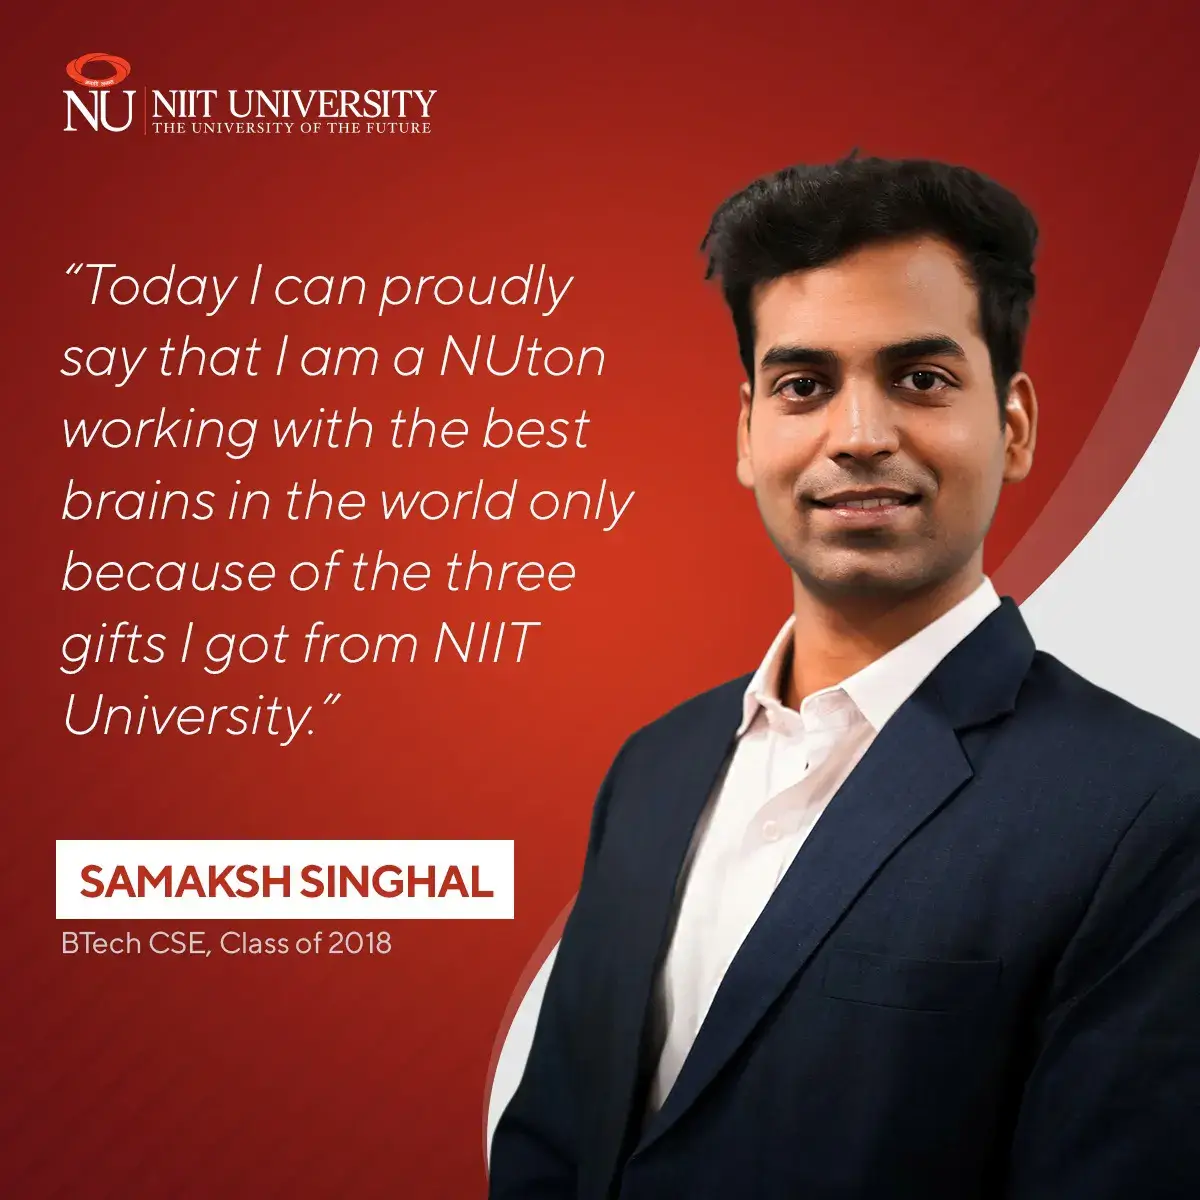 NU
NIIT UNIVERSITY
THE UNIVERSITY OF THE FUTURE
“Today I can proudly
say that I am a NUton
working with the best
brains in the world only
because of the three
gifts I got from NIIT
University.”
SAMAKSH SINGHAL
BTech CSE, Class of 2018